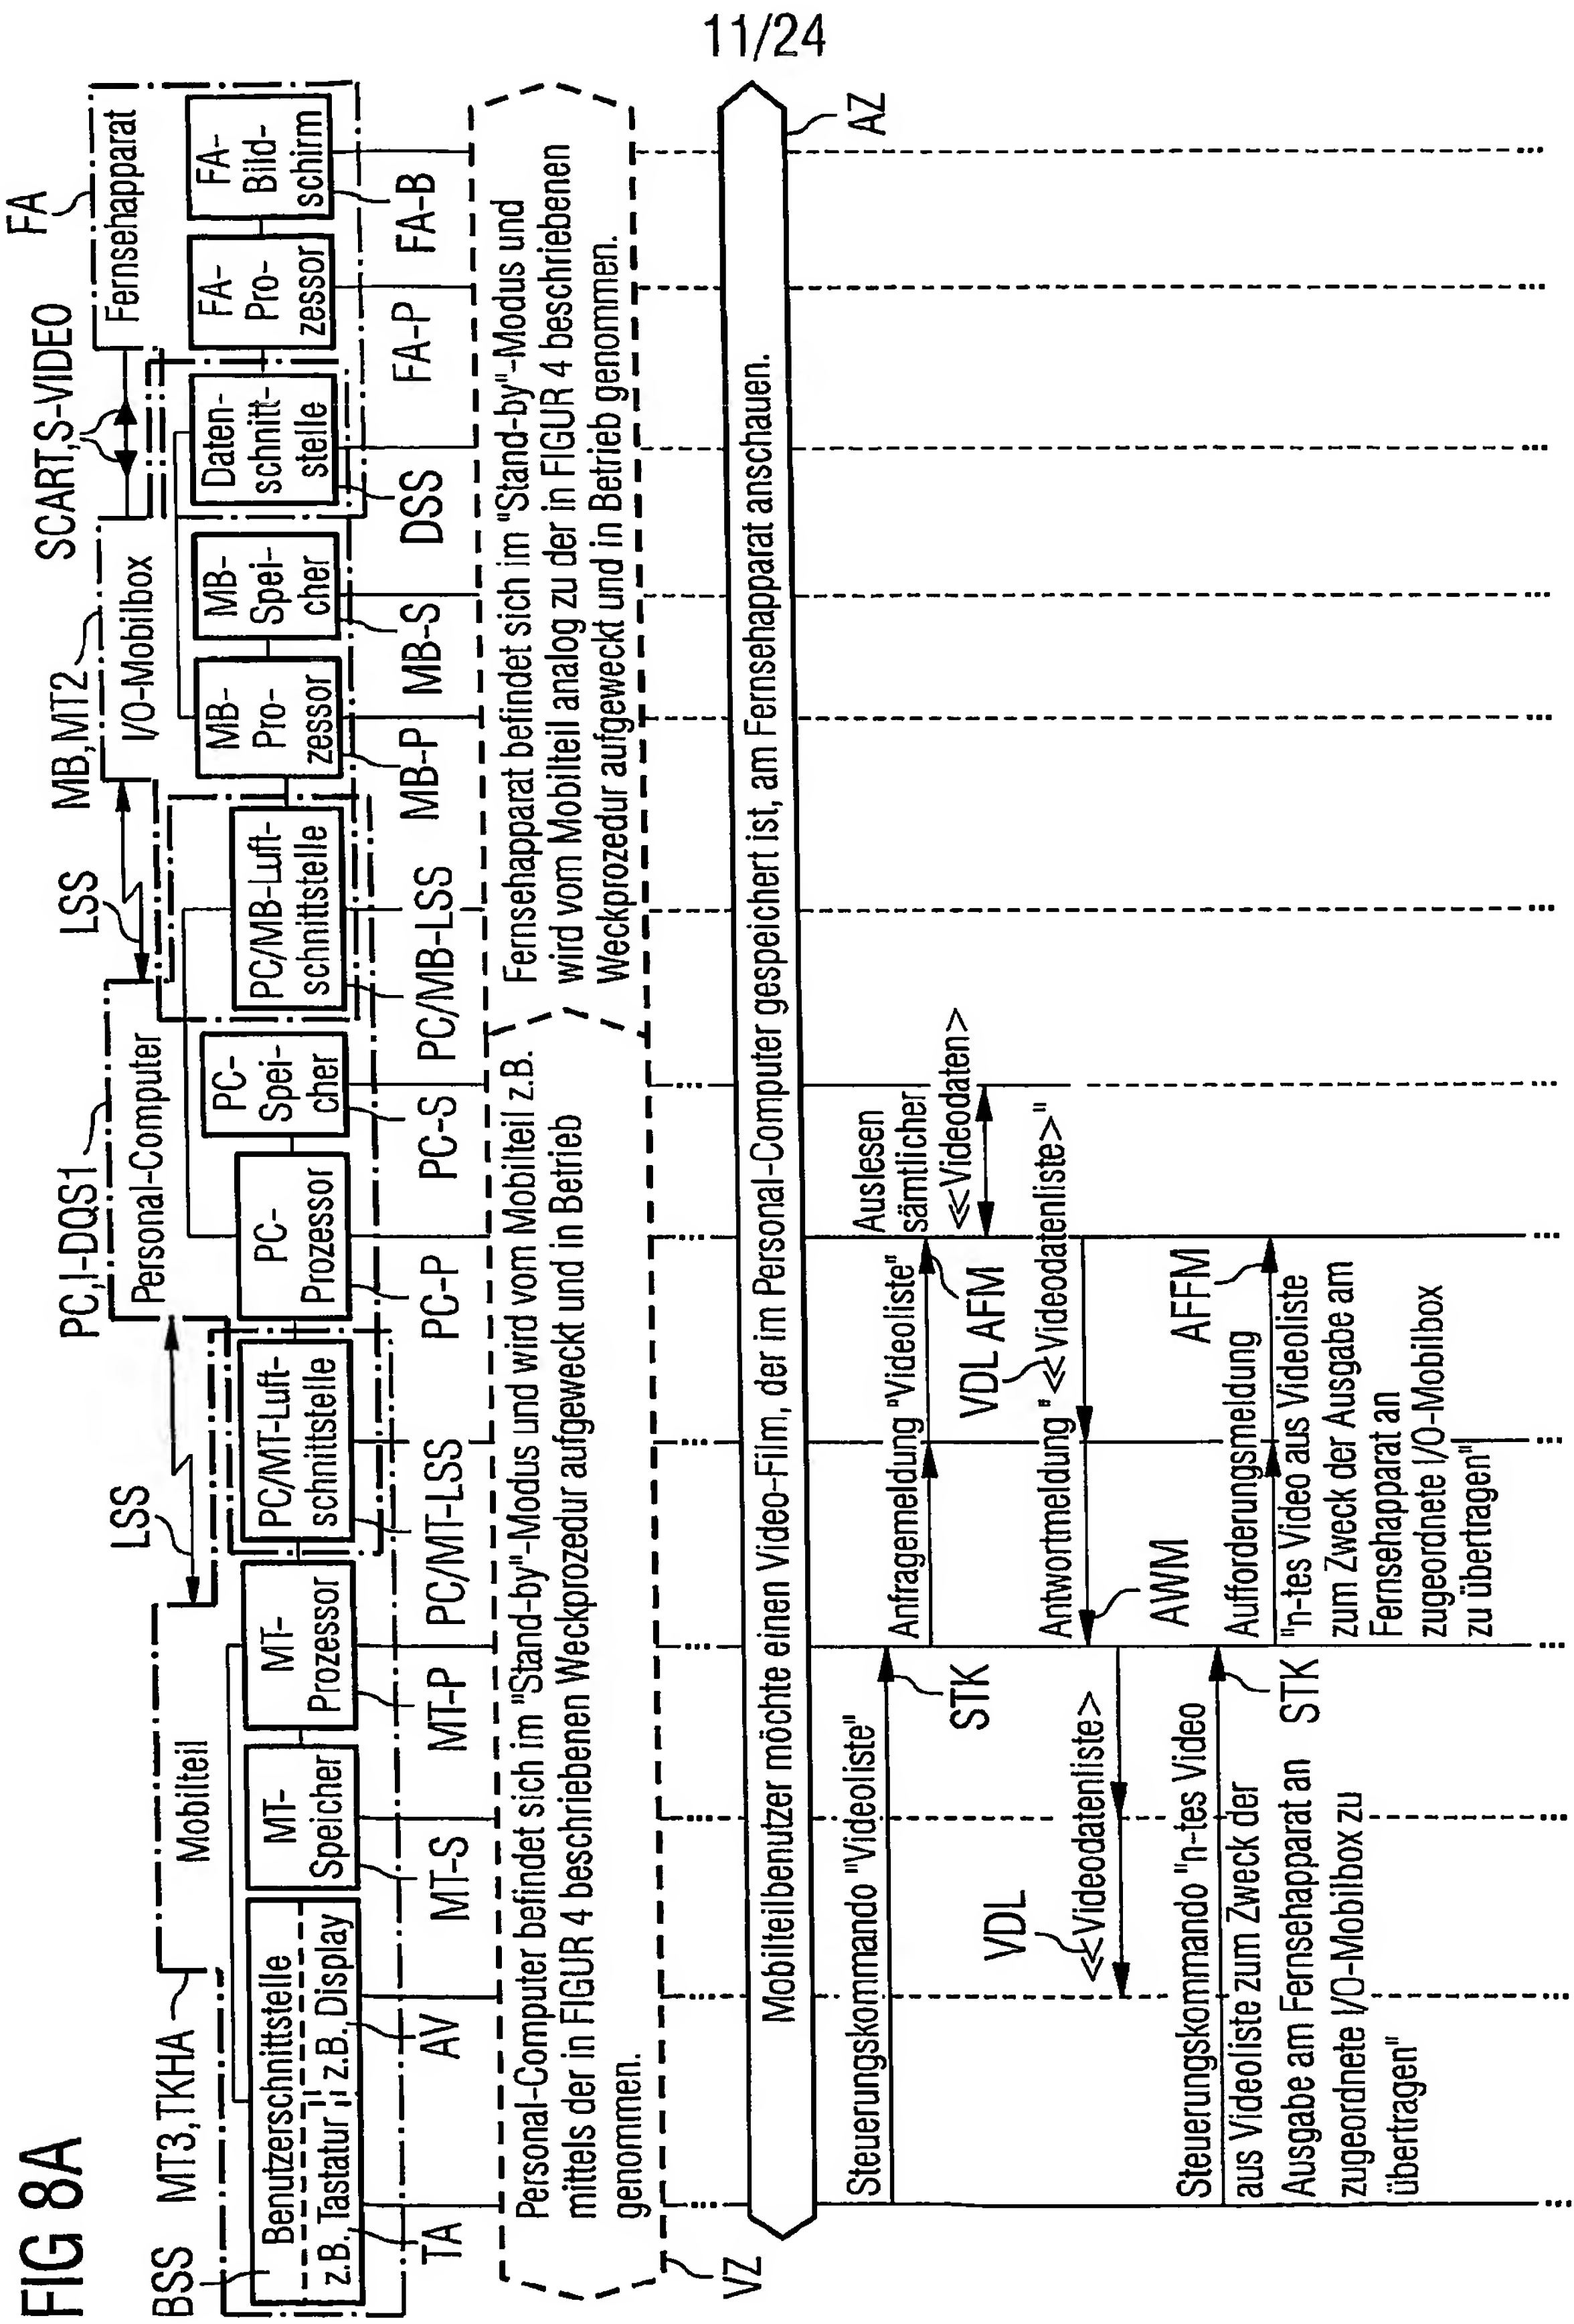 11/24
FIG 8A
BSS
MT3,TKHA
Mobilteil
LSS
PC,I-DQS1
Personal-Computer
LSS
MB,MT2
I/O-Mobilbox
SCART,S-VIDEO
FA
Fernsehapparat
Benutzerschnittstelle
z.B. Tastatur
z.B. Display
MT-
Speicher
MT-
Prozessor
PC/MT-Luft-
schnittstelle
PC-
Prozessor
PC-
Spei-
cher
PC/MB-Luft-
schnittstelle
MB-
Pro-
zessor
MB-
Spei-
cher
Daten-
schnitt-
stelle
FA-
Pro-
zessor
FA-
Bild-
schirm
TA
AV
MT-S
MT-P
PC/MT-LSS
PC-P
PC-S
PC/MB-LSS
MB-P
MB-S
DSS
FA-P
FA-B
Personal-Computer befindet sich im "Stand-by"-Modus und wird vom Mobilteil z.B.
mittels der in FIGUR 4 beschriebenen Weckprozedur aufgeweckt und in Betrieb
genommen.
Fernsehapparat befindet sich im "Stand-by"-Modus und
wird vom Mobilteil analog zu der in FIGUR 4 beschriebenen
Weckprozedur aufgeweckt und in Betrieb genommen.
VZ
Mobilteilbenutzer möchte einen Video-Film, der im Personal-Computer gespeichert ist, am Fernsehapparat anschauen.
AZ
Steuerungskommando "Videoliste"
STK
Anfragemeldung "Videoliste"
AFM
Auslesen
sämtlicher
<<Videodaten>>
VDL
Antwortmeldung "<<Videodatenliste>>"
AWM
VDL
<<Videodatenliste>>
Steuerungskommando "n-tes Video
aus Videoliste zum Zweck der
Ausgabe am Fernsehapparat an
zugeordnete I/O-Mobilbox zu
übertragen"
STK
Aufforderungsmeldung
"n-tes Video aus Videoliste
zum Zweck der Ausgabe am
Fernsehapparat an
zugeordnete I/O-Mobilbox
zu übertragen"
AFFM